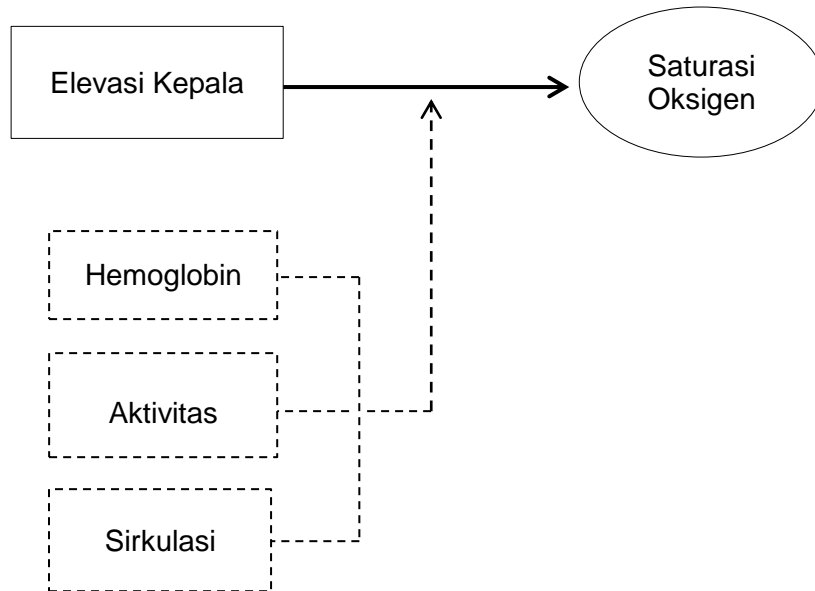 Elevasi Kepala
Saturasi
Oksigen
Hemoglobin
Aktivitas
Sirkulasi